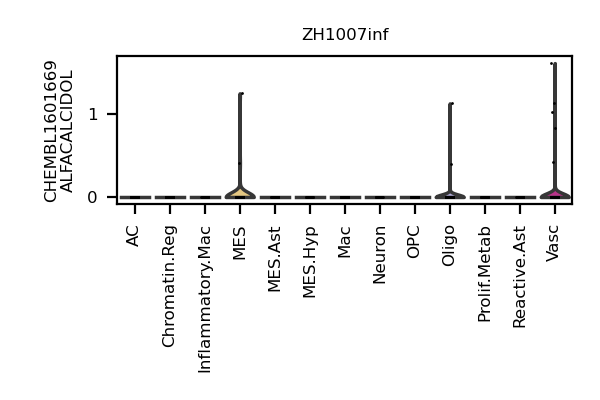 ZH1007inf
CHEMBL1601669
ALFACALCIDOL
1
0
AC
Chromatin.Reg
Inflammatory.Mac
MES
MES.Ast
MES.Hyp
Mac
Neuron
OPC
Oligo
Prolif.Metab
Reactive.Ast
Vasc